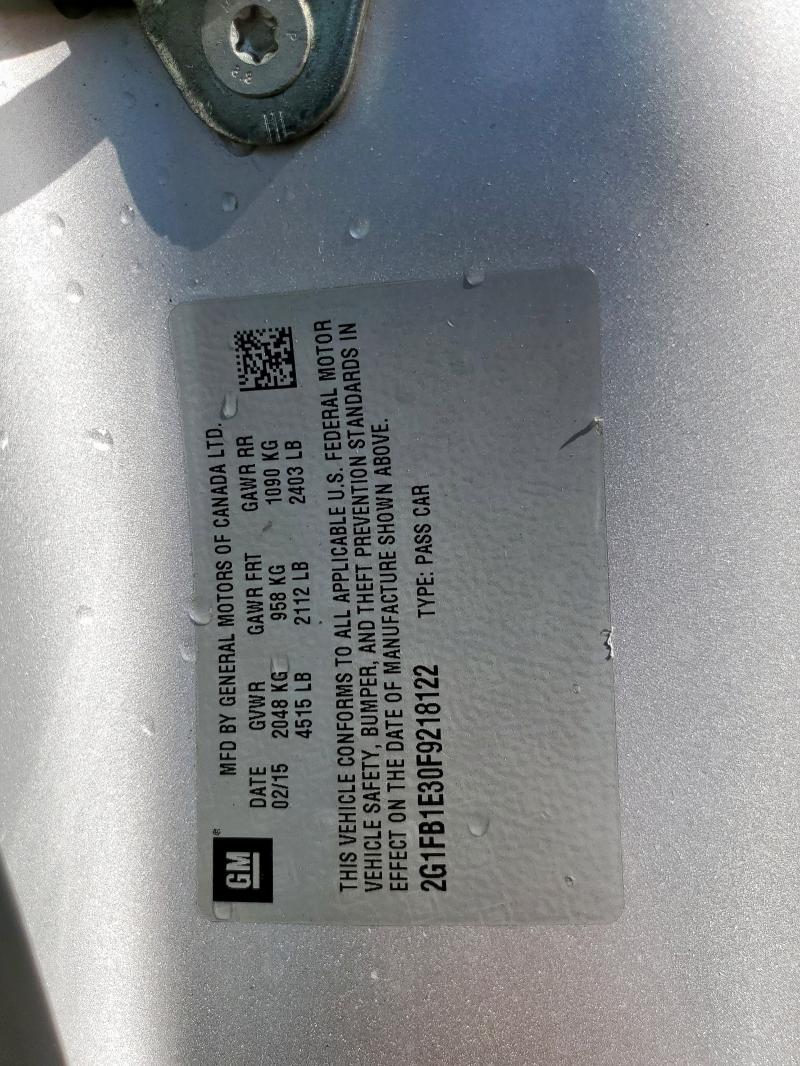 GM®
MFD BY GENERAL MOTORS OF CANADA LTD.
DATE GVWR GAWR FRT GAWR RR
02/15 2048 KG 958 KG 1090 KG
4515 LB 2112 LB 2403 LB
THIS VEHICLE CONFORMS TO ALL APPLICABLE U.S. FEDERAL MOTOR
VEHICLE SAFETY, BUMPER, AND THEFT PREVENTION STANDARDS IN
EFFECT ON THE DATE OF MANUFACTURE SHOWN ABOVE.
2G1FB1E30F9218122 TYPE: PASS CAR